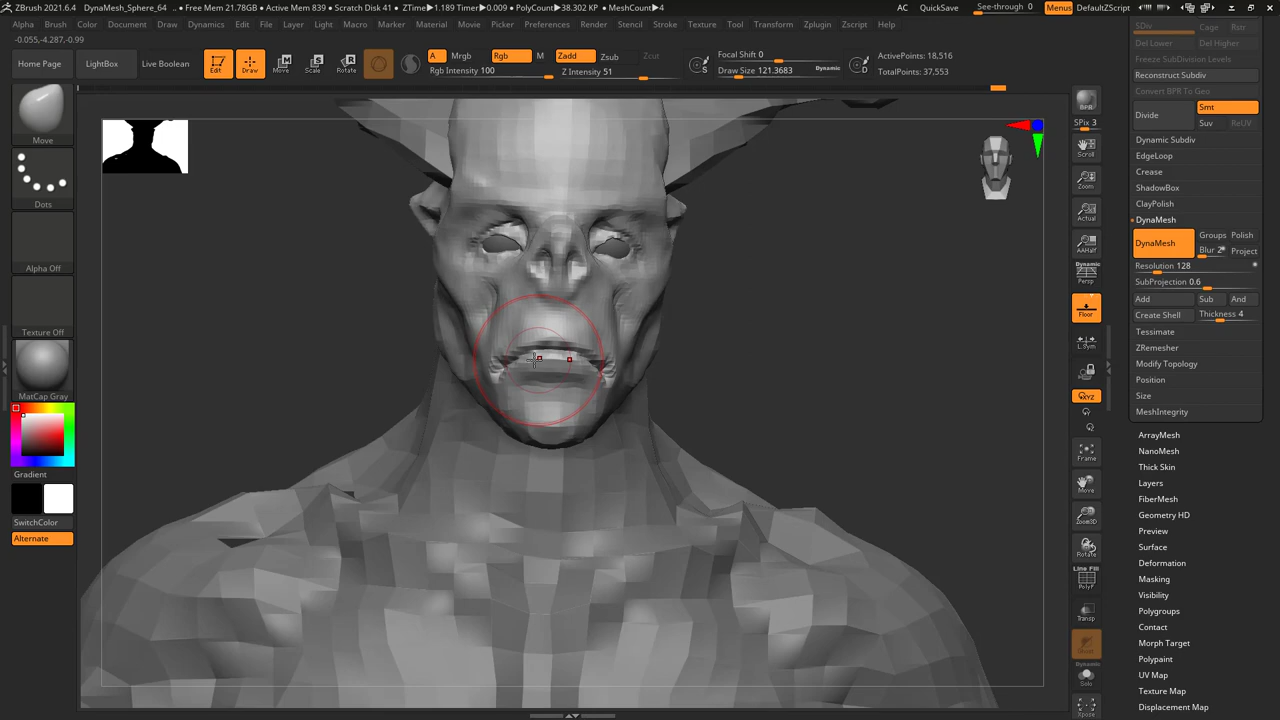 ZBrush 2021.6.4 DynaMesh_Sphere_64 .. ● Free Mem 21.78GB ● Active Mem 839 ● Scratch Disk 41 ● ZTime▶1.189 Timer▶0.009 ● PolyCount▶38.302 KP ● MeshCount▶4 AC QuickSave See-through 0 Menus DefaultZScript
Alpha Brush Color Document Draw Dynamics Edit File Layer Light Macro Marker Material Movie Picker Preferences Render Stencil Stroke Texture Tool Transform Zplugin Zscript Help
-0.055,-4.287,-0.99
Home Page LightBox Live Boolean
Edit Draw Move Scale Rotate
A Mrgb Rgb M Zadd Zsub Zcut
Rgb Intensity 100 Z Intensity 51
S
Focal Shift 0
Draw Size 121.3683 Dynamic
D
ActivePoints: 18,516
TotalPoints: 37,553
Move
Dots
Alpha Off
Texture Off
MatCap Gray
Gradient
SwitchColor
Alternate
BPR
SPix 3
Scroll
Zoom
Actual
AAHalf
Dynamic
Persp
Floor
L.Sym
XYZ
Frame
Move
Zoom3D
Rotate
Line Fill
PolyF
Transp
Dynamic
Solo
Xpose
SDiv Cage Rstr
Del Lower Del Higher
Freeze SubDivision Levels
Reconstruct Subdiv
Convert BPR To Geo
Divide Smt
Suv ReUV
Dynamic Subdiv
EdgeLoop
Crease
ShadowBox
ClayPolish
DynaMesh
DynaMesh Groups Polish
Blur 2 Project
Resolution 128
SubProjection 0.6
Add Sub And
Create Shell Thickness 4
Tessimate
ZRemesher
Modify Topology
Position
Size
MeshIntegrity
ArrayMesh
NanoMesh
Thick Skin
Layers
FiberMesh
Geometry HD
Preview
Surface
Deformation
Masking
Visibility
Polygroups
Contact
Morph Target
Polypaint
UV Map
Texture Map
Displacement Map